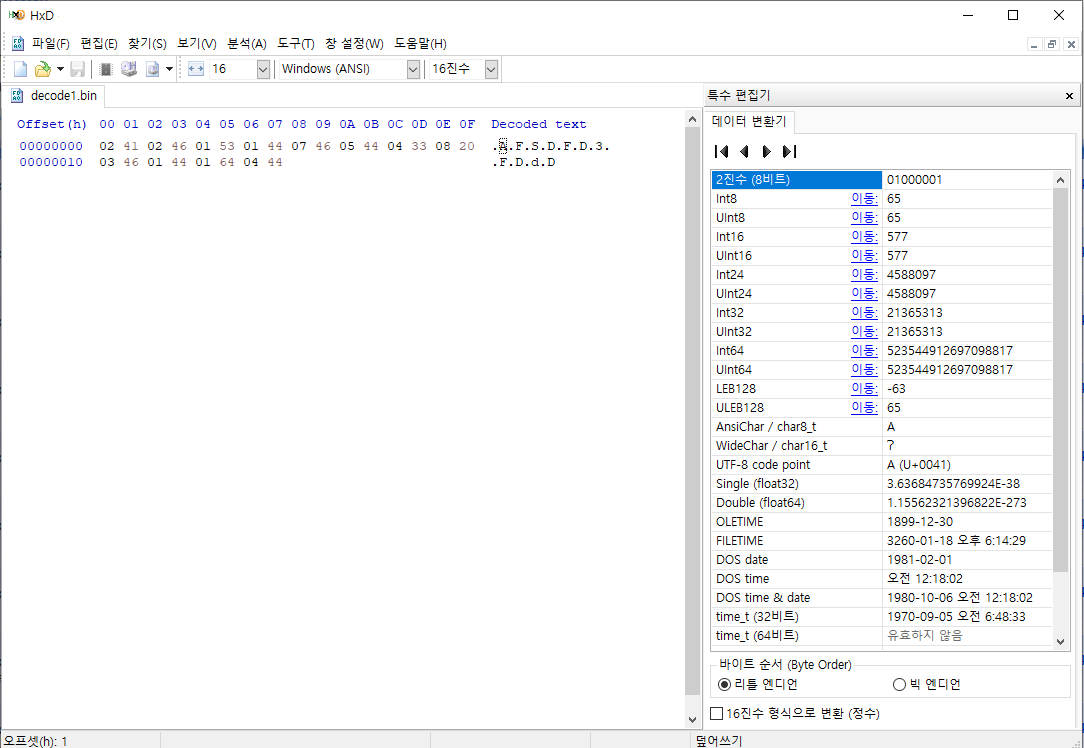 HxD
파일(F) 편집(E) 찾기(S) 보기(V) 분석(A) 도구(T) 창 설정(W) 도움말(H)
16 Windows (ANSI) 16진수
decode1.bin
Offset(h) 00 01 02 03 04 05 06 07 08 09 0A 0B 0C 0D 0E 0F Decoded text
00000000 02 41 02 46 01 53 01 44 07 46 05 44 04 33 08 20 .A.F.S.D.F.D.3.
00000010 03 46 01 44 01 64 04 44 .F.D.d.D
특수 편집기
데이터 변환기
2진수 (8비트) 01000001
Int8 이동: 65
UInt8 이동: 65
Int16 이동: 577
UInt16 이동: 577
Int24 이동: 4588097
UInt24 이동: 4588097
Int32 이동: 21365313
UInt32 이동: 21365313
Int64 이동: 523544912697098817
UInt64 이동: 523544912697098817
LEB128 이동: -63
ULEB128 이동: 65
AnsiChar / char8_t A
WideChar / char16_t ?
UTF-8 code point A (U+0041)
Single (float32) 3.63684735769924E-38
Double (float64) 1.15562321396822E-273
OLETIME 1899-12-30
FILETIME 3260-01-18 오후 6:14:29
DOS date 1981-02-01
DOS time 오전 12:18:02
DOS time & date 1980-10-06 오전 12:18:02
time_t (32비트) 1970-09-05 오전 6:48:33
time_t (64비트) 유효하지 않음
바이트 순서 (Byte Order)
리틀 엔디언 빅 엔디언
16진수 형식으로 변환 (정수)
오프셋(h): 1 덮어쓰기